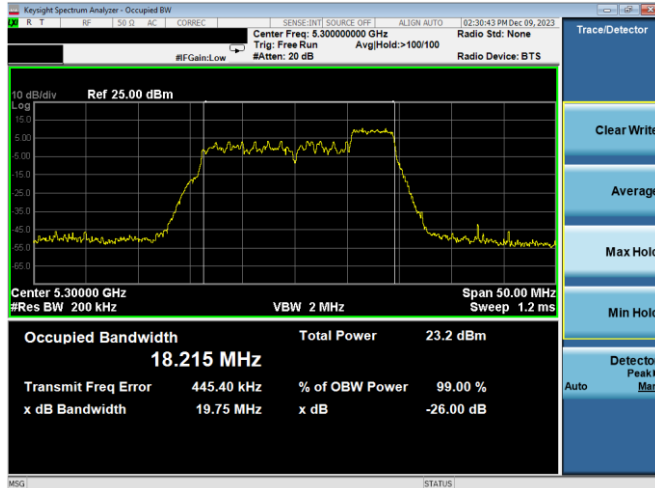 Keysight Spectrum Analyzer - Occupied BW
LXI R T RF 50 Ω AC CORREC SENSE:INT SOURCE OFF ALIGN AUTO 02:30:43 PM Dec 09, 2023
Center Freq: 5.300000000 GHz Radio Std: None
Trig: Free Run Avg|Hold:>100/100
#IFGain:Low #Atten: 20 dB Radio Device: BTS
Trace/Detector
10 dB/div Ref 25.00 dBm
Log
15.0
5.00
-5.00
-15.0
-25.0
-35.0
-45.0
-55.0
-65.0
Center 5.30000 GHz Span 50.00 MHz
#Res BW 200 kHz VBW 2 MHz Sweep 1.2 ms
Occupied Bandwidth Total Power 23.2 dBm
18.215 MHz
Transmit Freq Error 445.40 kHz % of OBW Power 99.00 %
x dB Bandwidth 19.75 MHz x dB -26.00 dB
Clear Write
Average
Max Hold
Min Hold
Detector
Peak
Auto Man
MSG STATUS